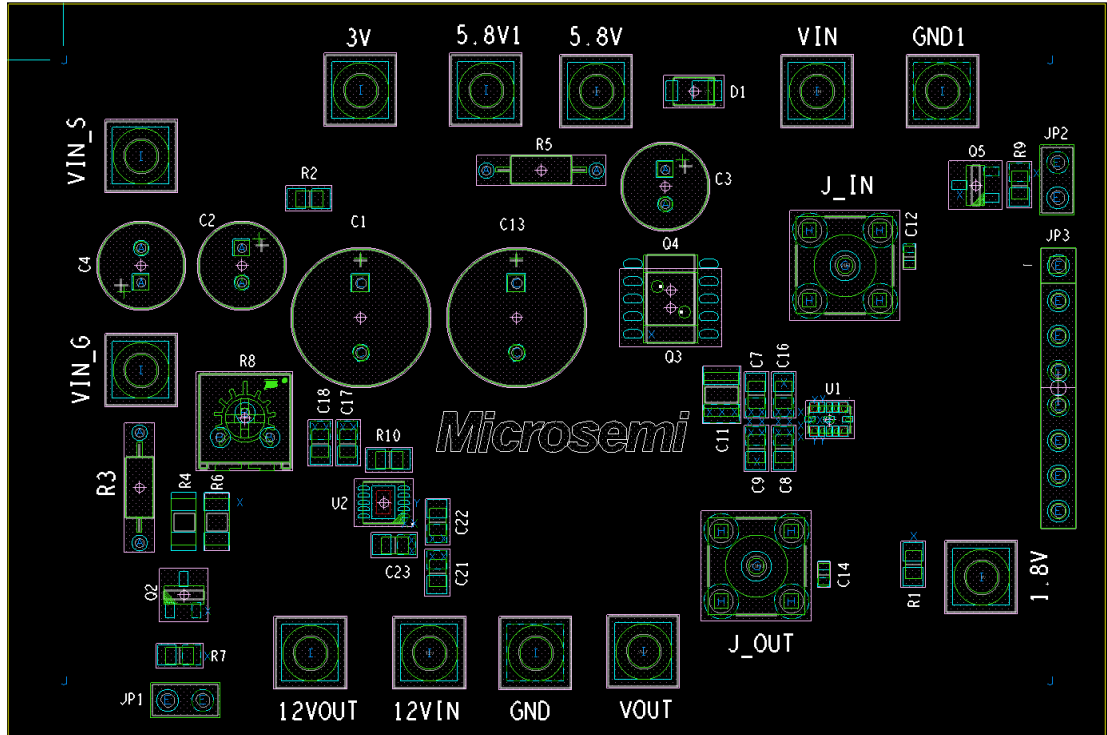 3V
5.8V1
5.8V
VIN
GND1
D1
VIN_S
R5
JP2
Q5
R9
R2
C3
J_IN
C4
C2
C1
C13
Q4
C12
JP3
VIN_G
R8
Q3
C7
C16
U1
C18
C17
Microsemi
C11
R10
R3
R4
R6
U2
C9
C8
C22
C23
C21
C14
R1
1.8V
Q2
R7
J_OUT
JP1
12VOUT
12VIN
GND
VOUT